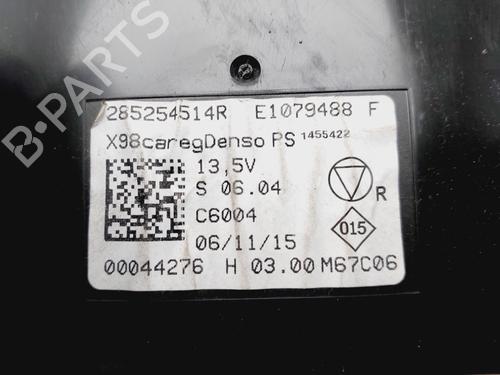 B-PARTS
285254514R E1079488 F
X98caregDenso PS 1455422
13,5V
S 06.04
R
C6004
015
06/11/15
00044276 H 03.00 M67C06